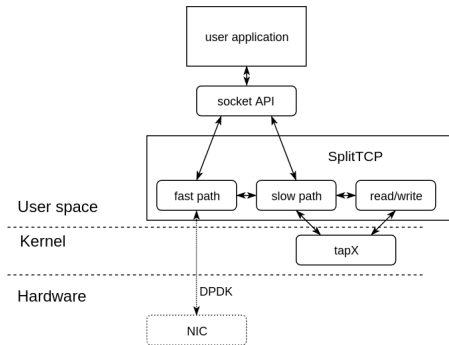 user application
socket API
SplitTCP
fast path
slow path
read/write
User space
Kernel
tapX
Hardware
DPDK
NIC